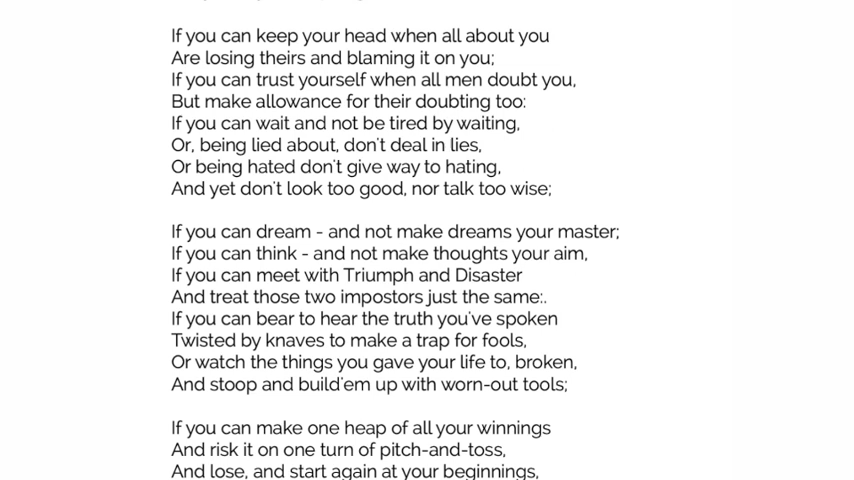 If you can keep your head when all about you
Are losing theirs and blaming it on you;
If you can trust yourself when all men doubt you,
But make allowance for their doubting too:
If you can wait and not be tired by waiting,
Or, being lied about, don't deal in lies,
Or being hated don't give way to hating,
And yet don't look too good, nor talk too wise;
If you can dream - and not make dreams your master;
If you can think - and not make thoughts your aim,
If you can meet with Triumph and Disaster
And treat those two impostors just the same:.
If you can bear to hear the truth you've spoken
Twisted by knaves to make a trap for fools,
Or watch the things you gave your life to, broken,
And stoop and build'em up with worn-out tools;
If you can make one heap of all your winnings
And risk it on one turn of pitch-and-toss,
And lose, and start again at your beginnings,